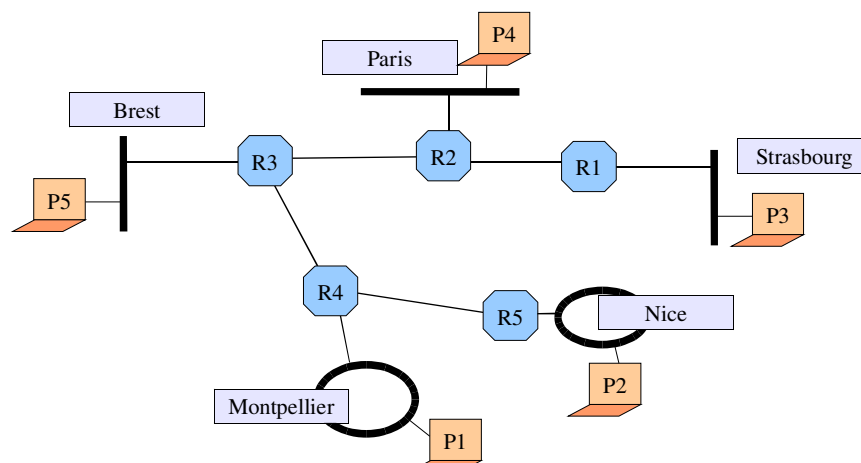 P4
Paris
Brest
R3
R2
R1
Strasbourg
P5
P3
R4
R5
Nice
P2
Montpellier
P1